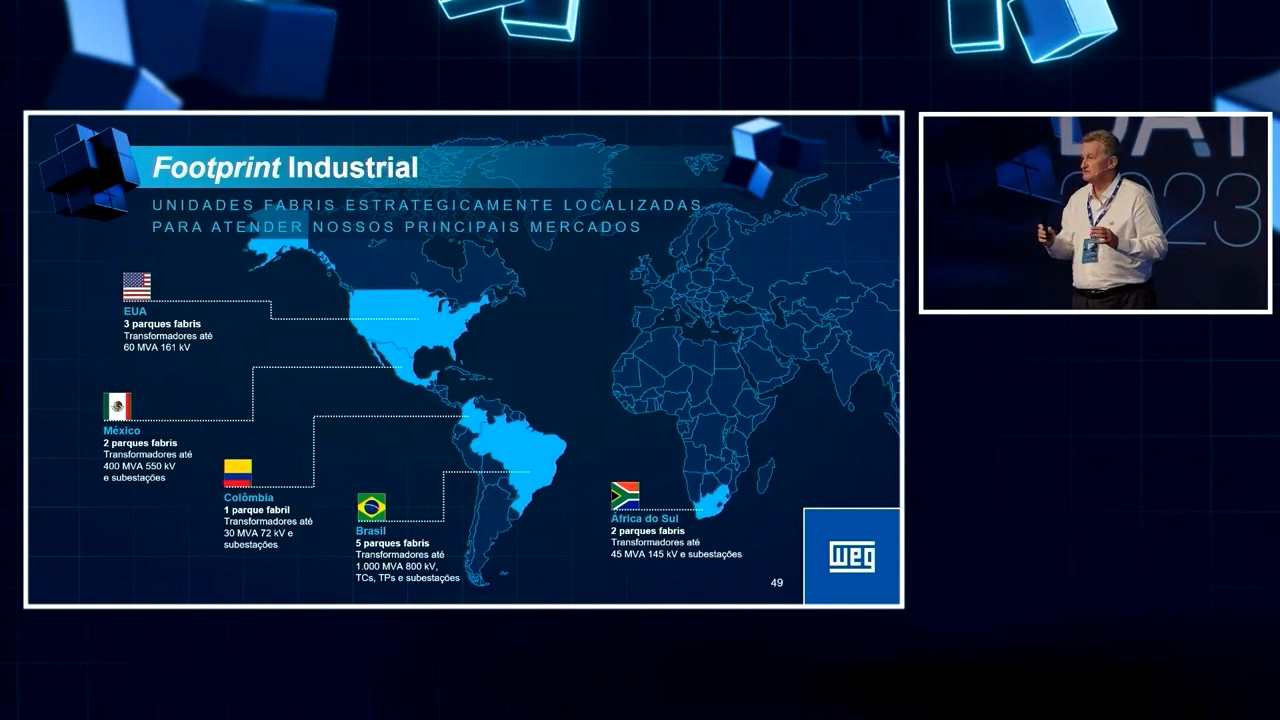 Footprint Industrial
UNIDADES FABRIS ESTRATEGICAMENTE LOCALIZADAS
PARA ATENDER NOSSOS PRINCIPAIS MERCADOS
EUA
3 parques fabris
Transformadores até
60 MVA 161 kV
México
2 parques fabris
Transformadores até
400 MVA 550 kV
e subestações
Colômbia
1 parque fabril
Transformadores até
30 MVA 72 kV e
subestações
Brasil
5 parques fabris
Transformadores até
1.000 MVA 800 kV,
TCs, TPs e subestações
África do Sul
2 parques fabris
Transformadores até
45 MVA 145 kV e subestações
49
weg
DAY
2023